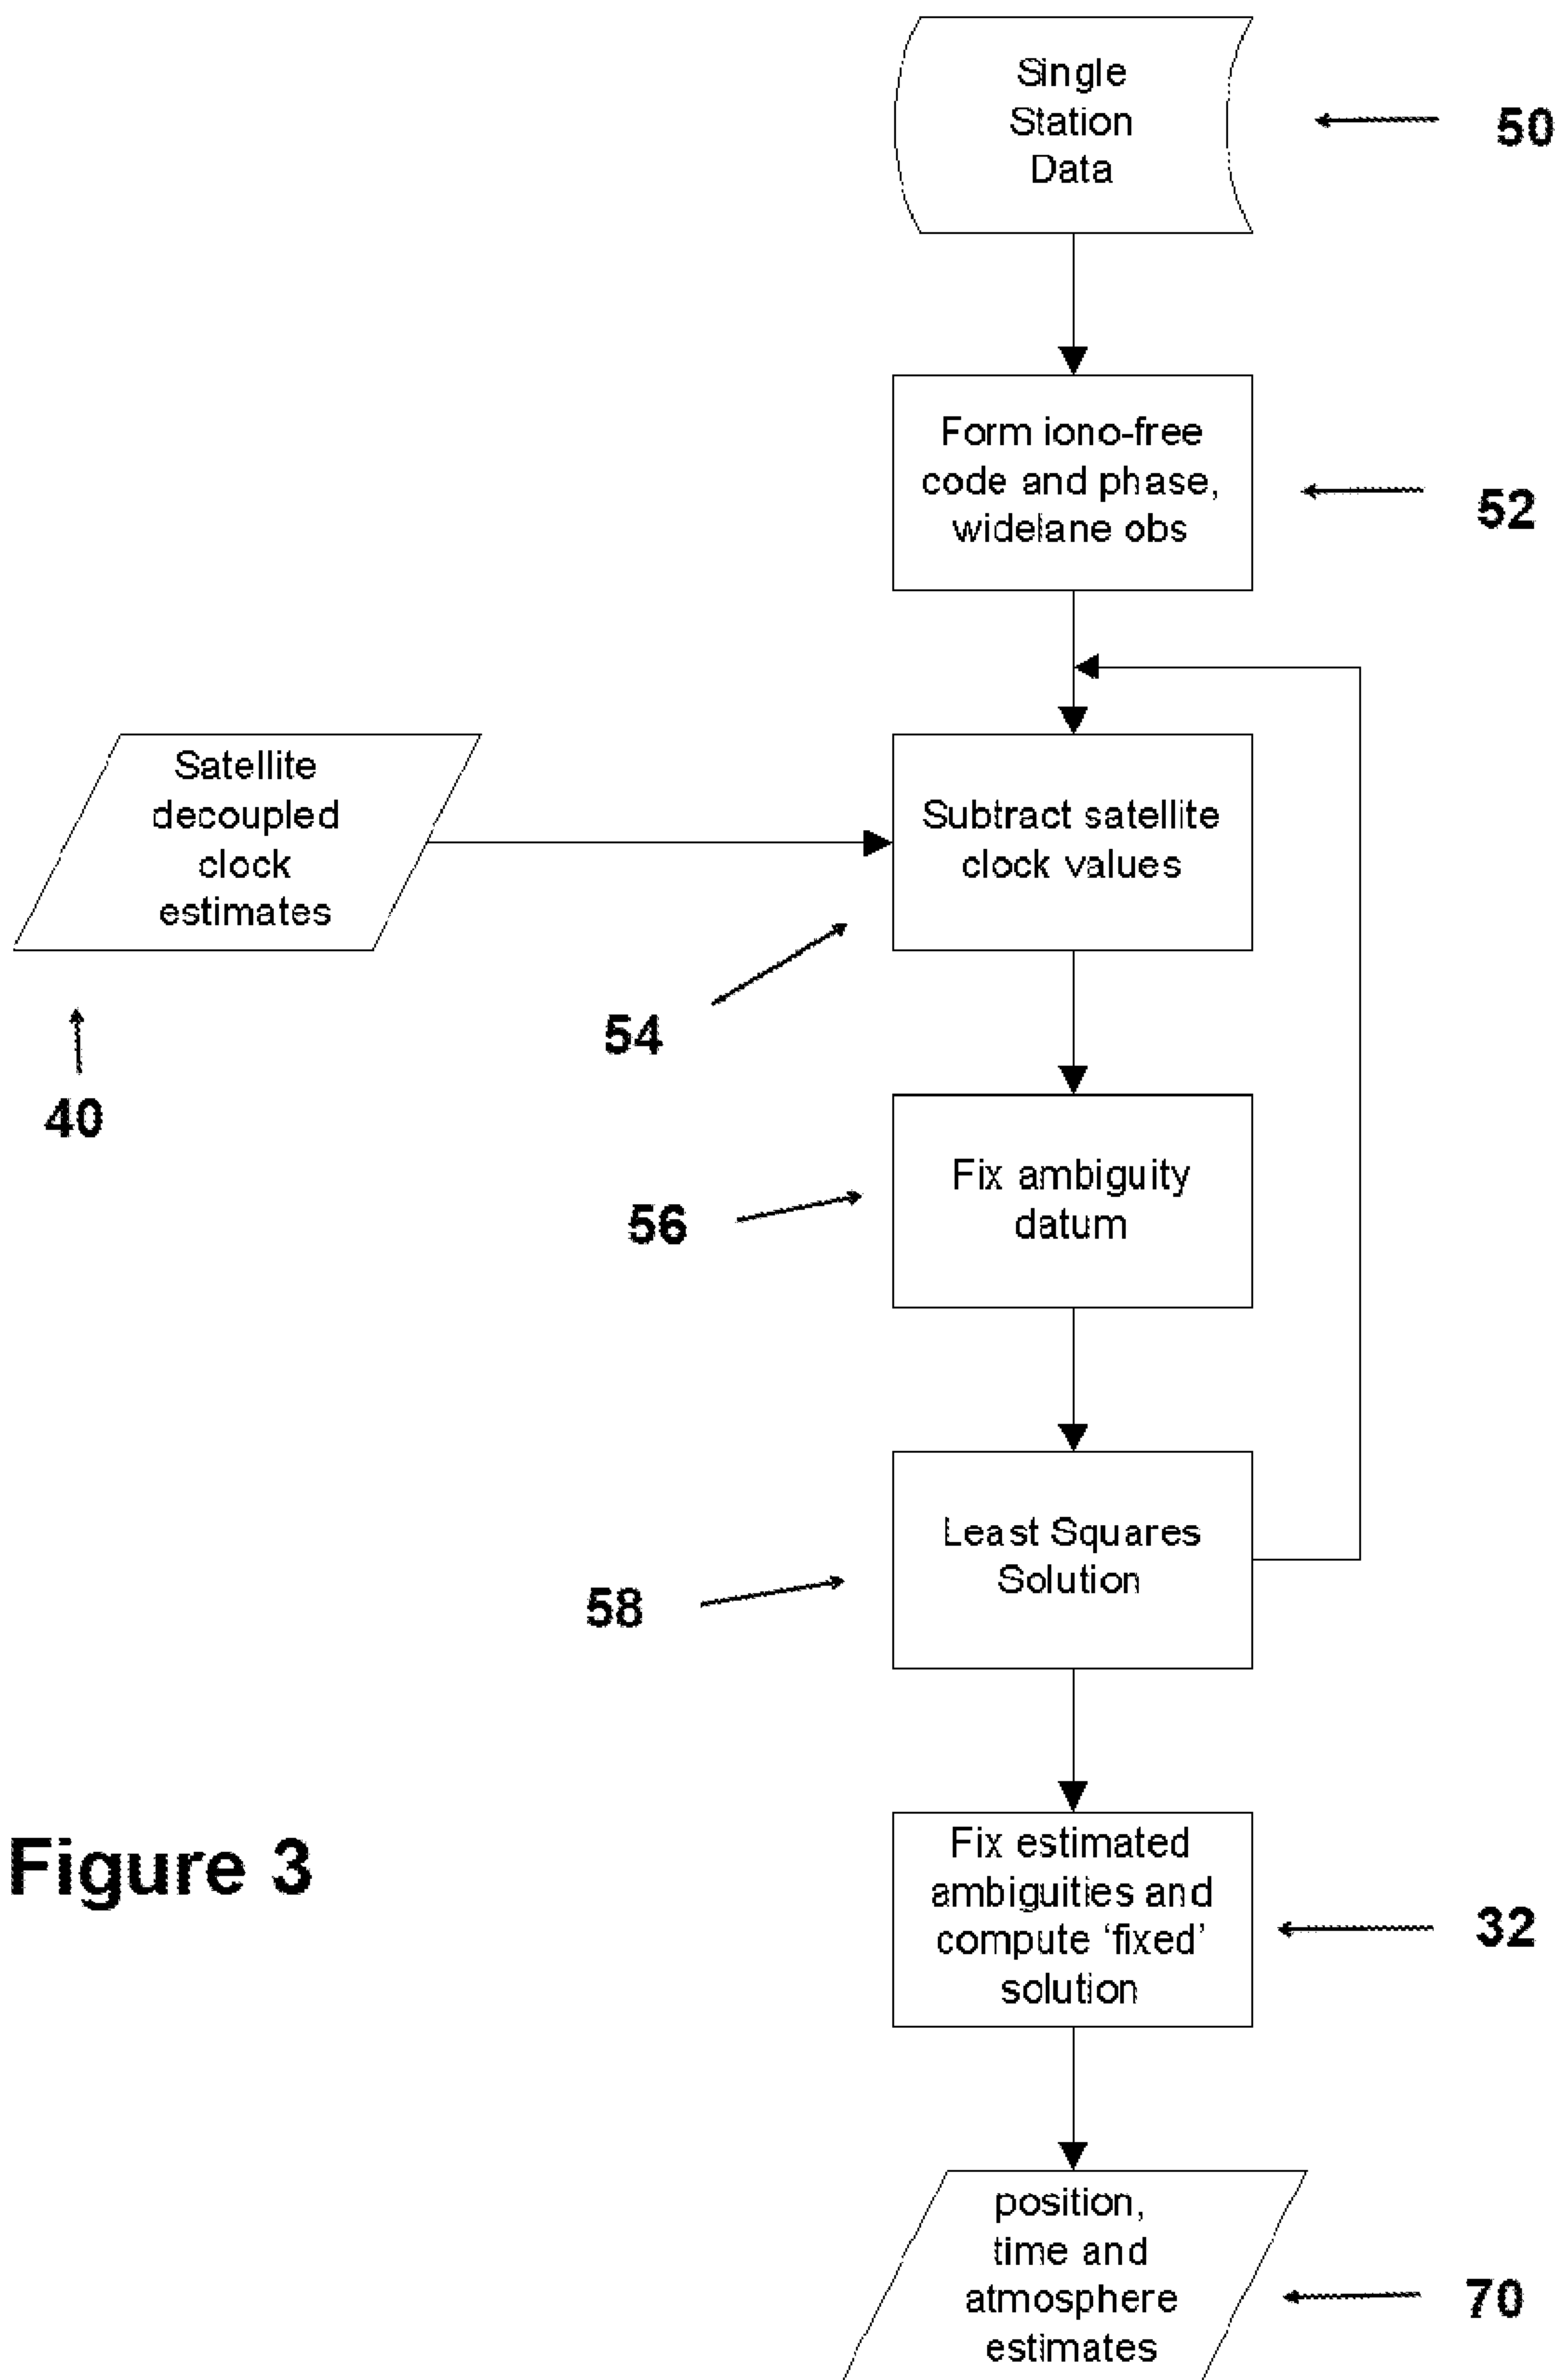 Single
Station
Data
50
Form iono-free
code and phase,
widelane obs
52
Satellite
decoupled
clock
estimates
40
Subtract satellite
clock values
54
Fix ambiguity
datum
56
Least Squares
Solution
58
Fix estimated
ambiguities and
compute ‘fixed’
solution
32
Figure 3
position,
time and
atmosphere
estimates
70